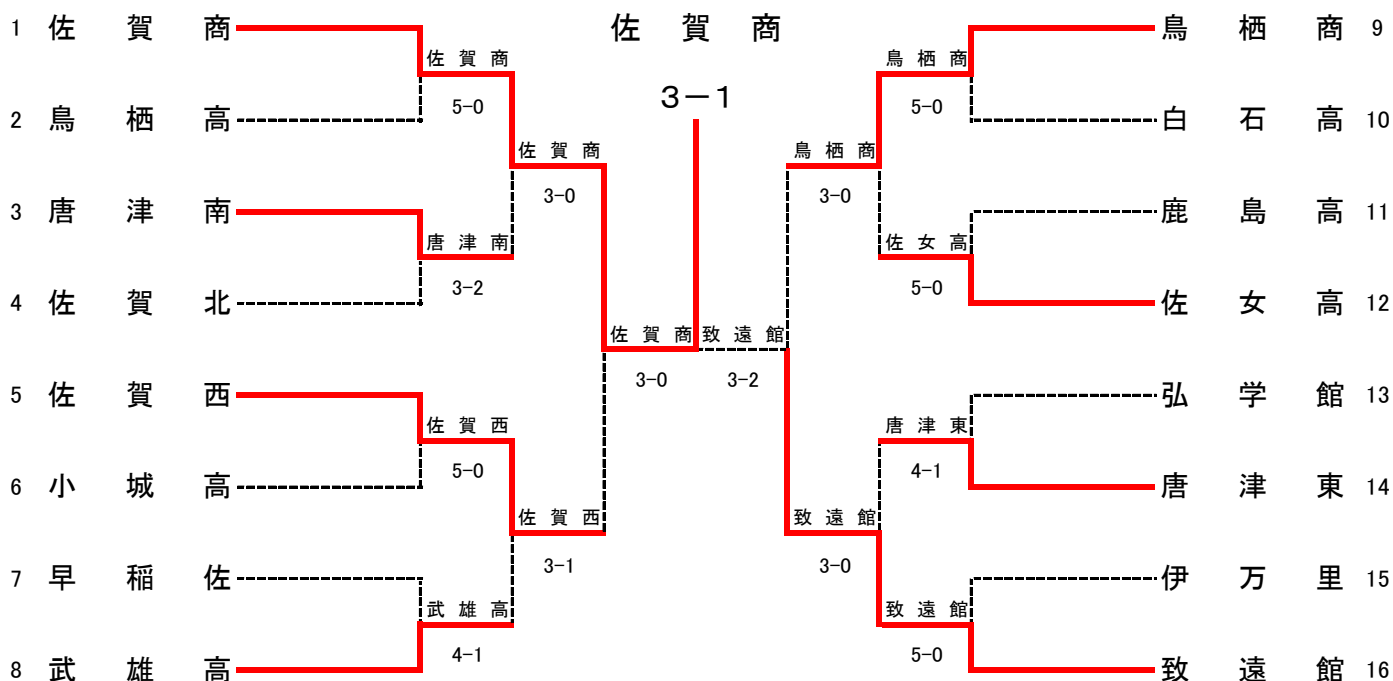 1 佐賀商
佐賀商
鳥栖商 9
佐賀商
5-0
鳥栖商
5-0
3－1
2 鳥栖高
白石高 10
佐賀商
3-0
鳥栖商
3-0
3 唐津南
鹿島高 11
唐津南
3-2
佐女高
5-0
4 佐賀北
佐女高 12
佐賀商
3-0
致遠館
3-2
5 佐賀西
弘学館 13
佐賀西
5-0
唐津東
4-1
6 小城高
唐津東 14
佐賀西
3-1
致遠館
3-0
7 早稲佐
伊万里 15
武雄高
4-1
致遠館
5-0
8 武雄高
致遠館 16